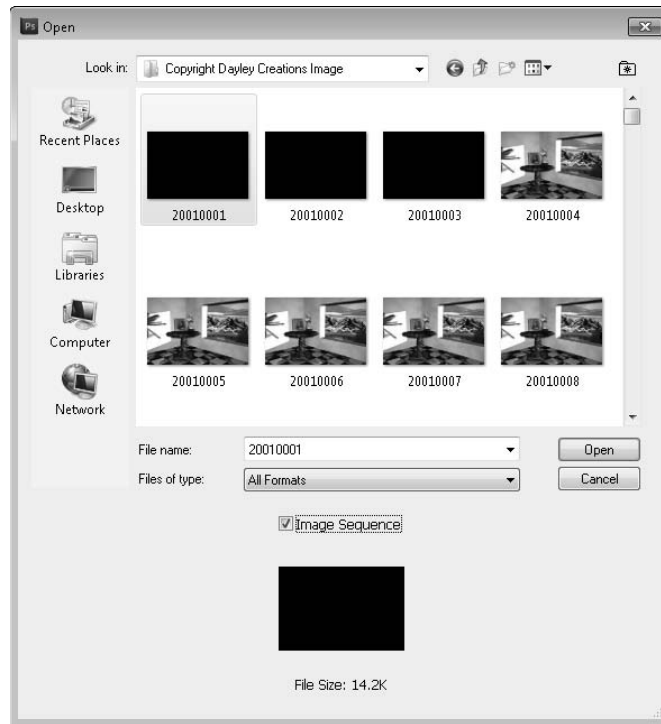 Ps Open
Look in: Copyright Dayley Creations Image
Recent Places
Desktop
Libraries
Computer
Network
20010001 20010002 20010003 20010004
20010005 20010006 20010007 20010008
File name: 20010001 Open
Files of type: All Formats Cancel
Image Sequence
File Size: 14.2K